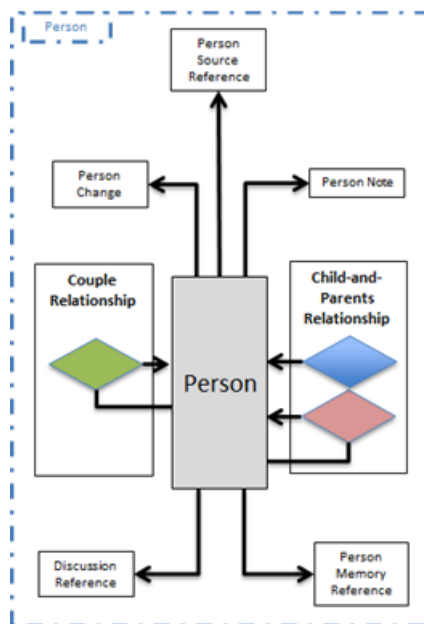 Person
Person
Source
Reference
Person
Change
Person Note
Couple
Relationship
Child-and-
Parents
Relationship
Person
Discussion
Reference
Person
Memory
Reference